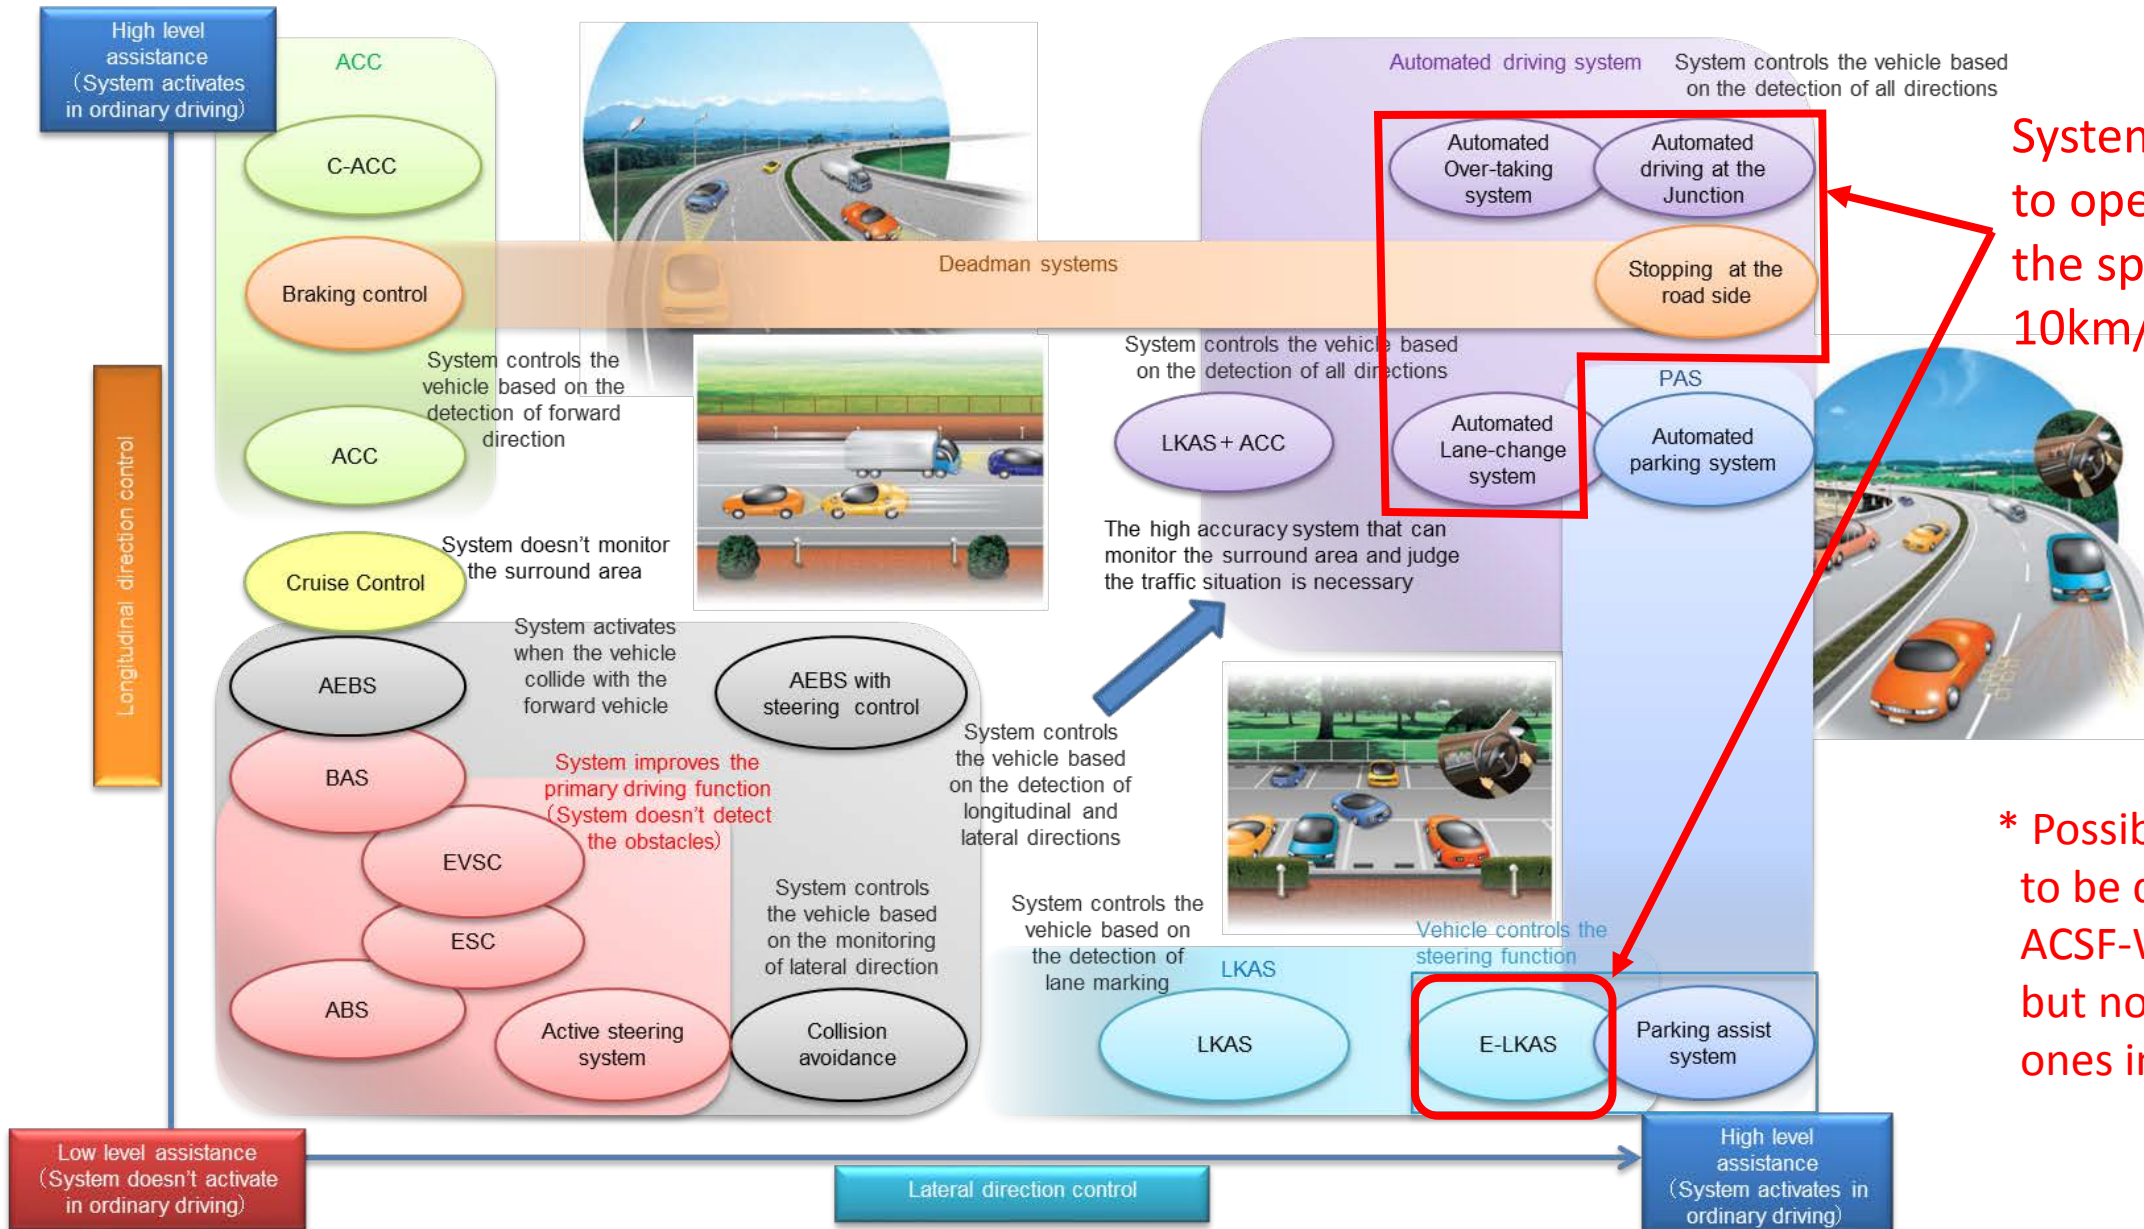 High level
assistance
（System activates
in ordinary driving）
ACC
C-ACC
Braking control
System controls the
vehicle based on the
detection of forward
direction
ACC
Longitudinal direction control
Cruise Control
System doesn't monitor
the surround area
Deadman systems
Automated driving system
System controls the vehicle based
on the detection of all directions
Automated
Over-taking
system
Automated
driving at the
Junction
Stopping at the
road side
System controls the vehicle based
on the detection of all directions
PAS
LKAS + ACC
Automated
Lane-change
system
Automated
parking system
The high accuracy system that can
monitor the surround area and judge
the traffic situation is necessary
to
the
System activates
when the vehicle
collide with the
forward vehicle
AEBS
AEBS with
steering control
BAS
System improves the
primary driving function
（System doesn't detect
the obstacles）
EVSC
ESC
ABS
Active steering
system
System controls
the vehicle based
on the monitoring
of lateral direction
Collision
avoidance
System controls
the vehicle based
on the detection of
longitudinal and
lateral directions
System controls the
vehicle based on
the detection of
lane marking
LKAS
LKAS
Vehicle controls the
steering function
E-LKAS
Parking assist
system
*
to be
but
ones
Low level assistance
（System doesn't activate
in ordinary driving）
Lateral direction control
High level
assistance
（System activates in
ordinary driving）